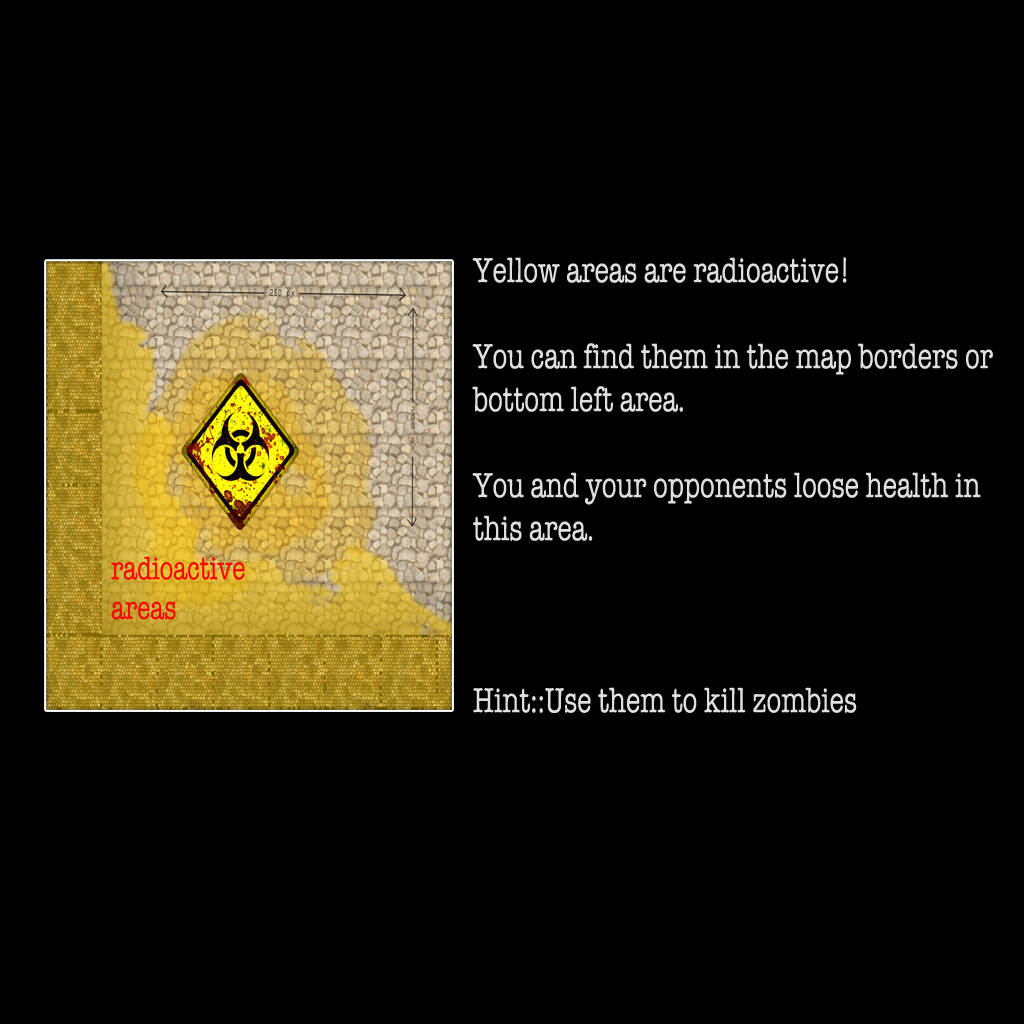 Yellow areas are radioactive!
You can find them in the map borders or
bottom left area.
You and your opponents loose health in
this area.
Hint::Use them to kill zombies
250 px
200 p
radioactive
areas